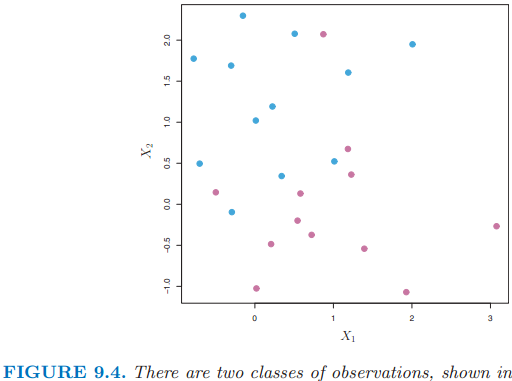 2.0
1.5
1.0
0.5
0.0
−0.5
−1.0
X2
0 1 2 3
X1
FIGURE 9.4. There are two classes of observations, shown in